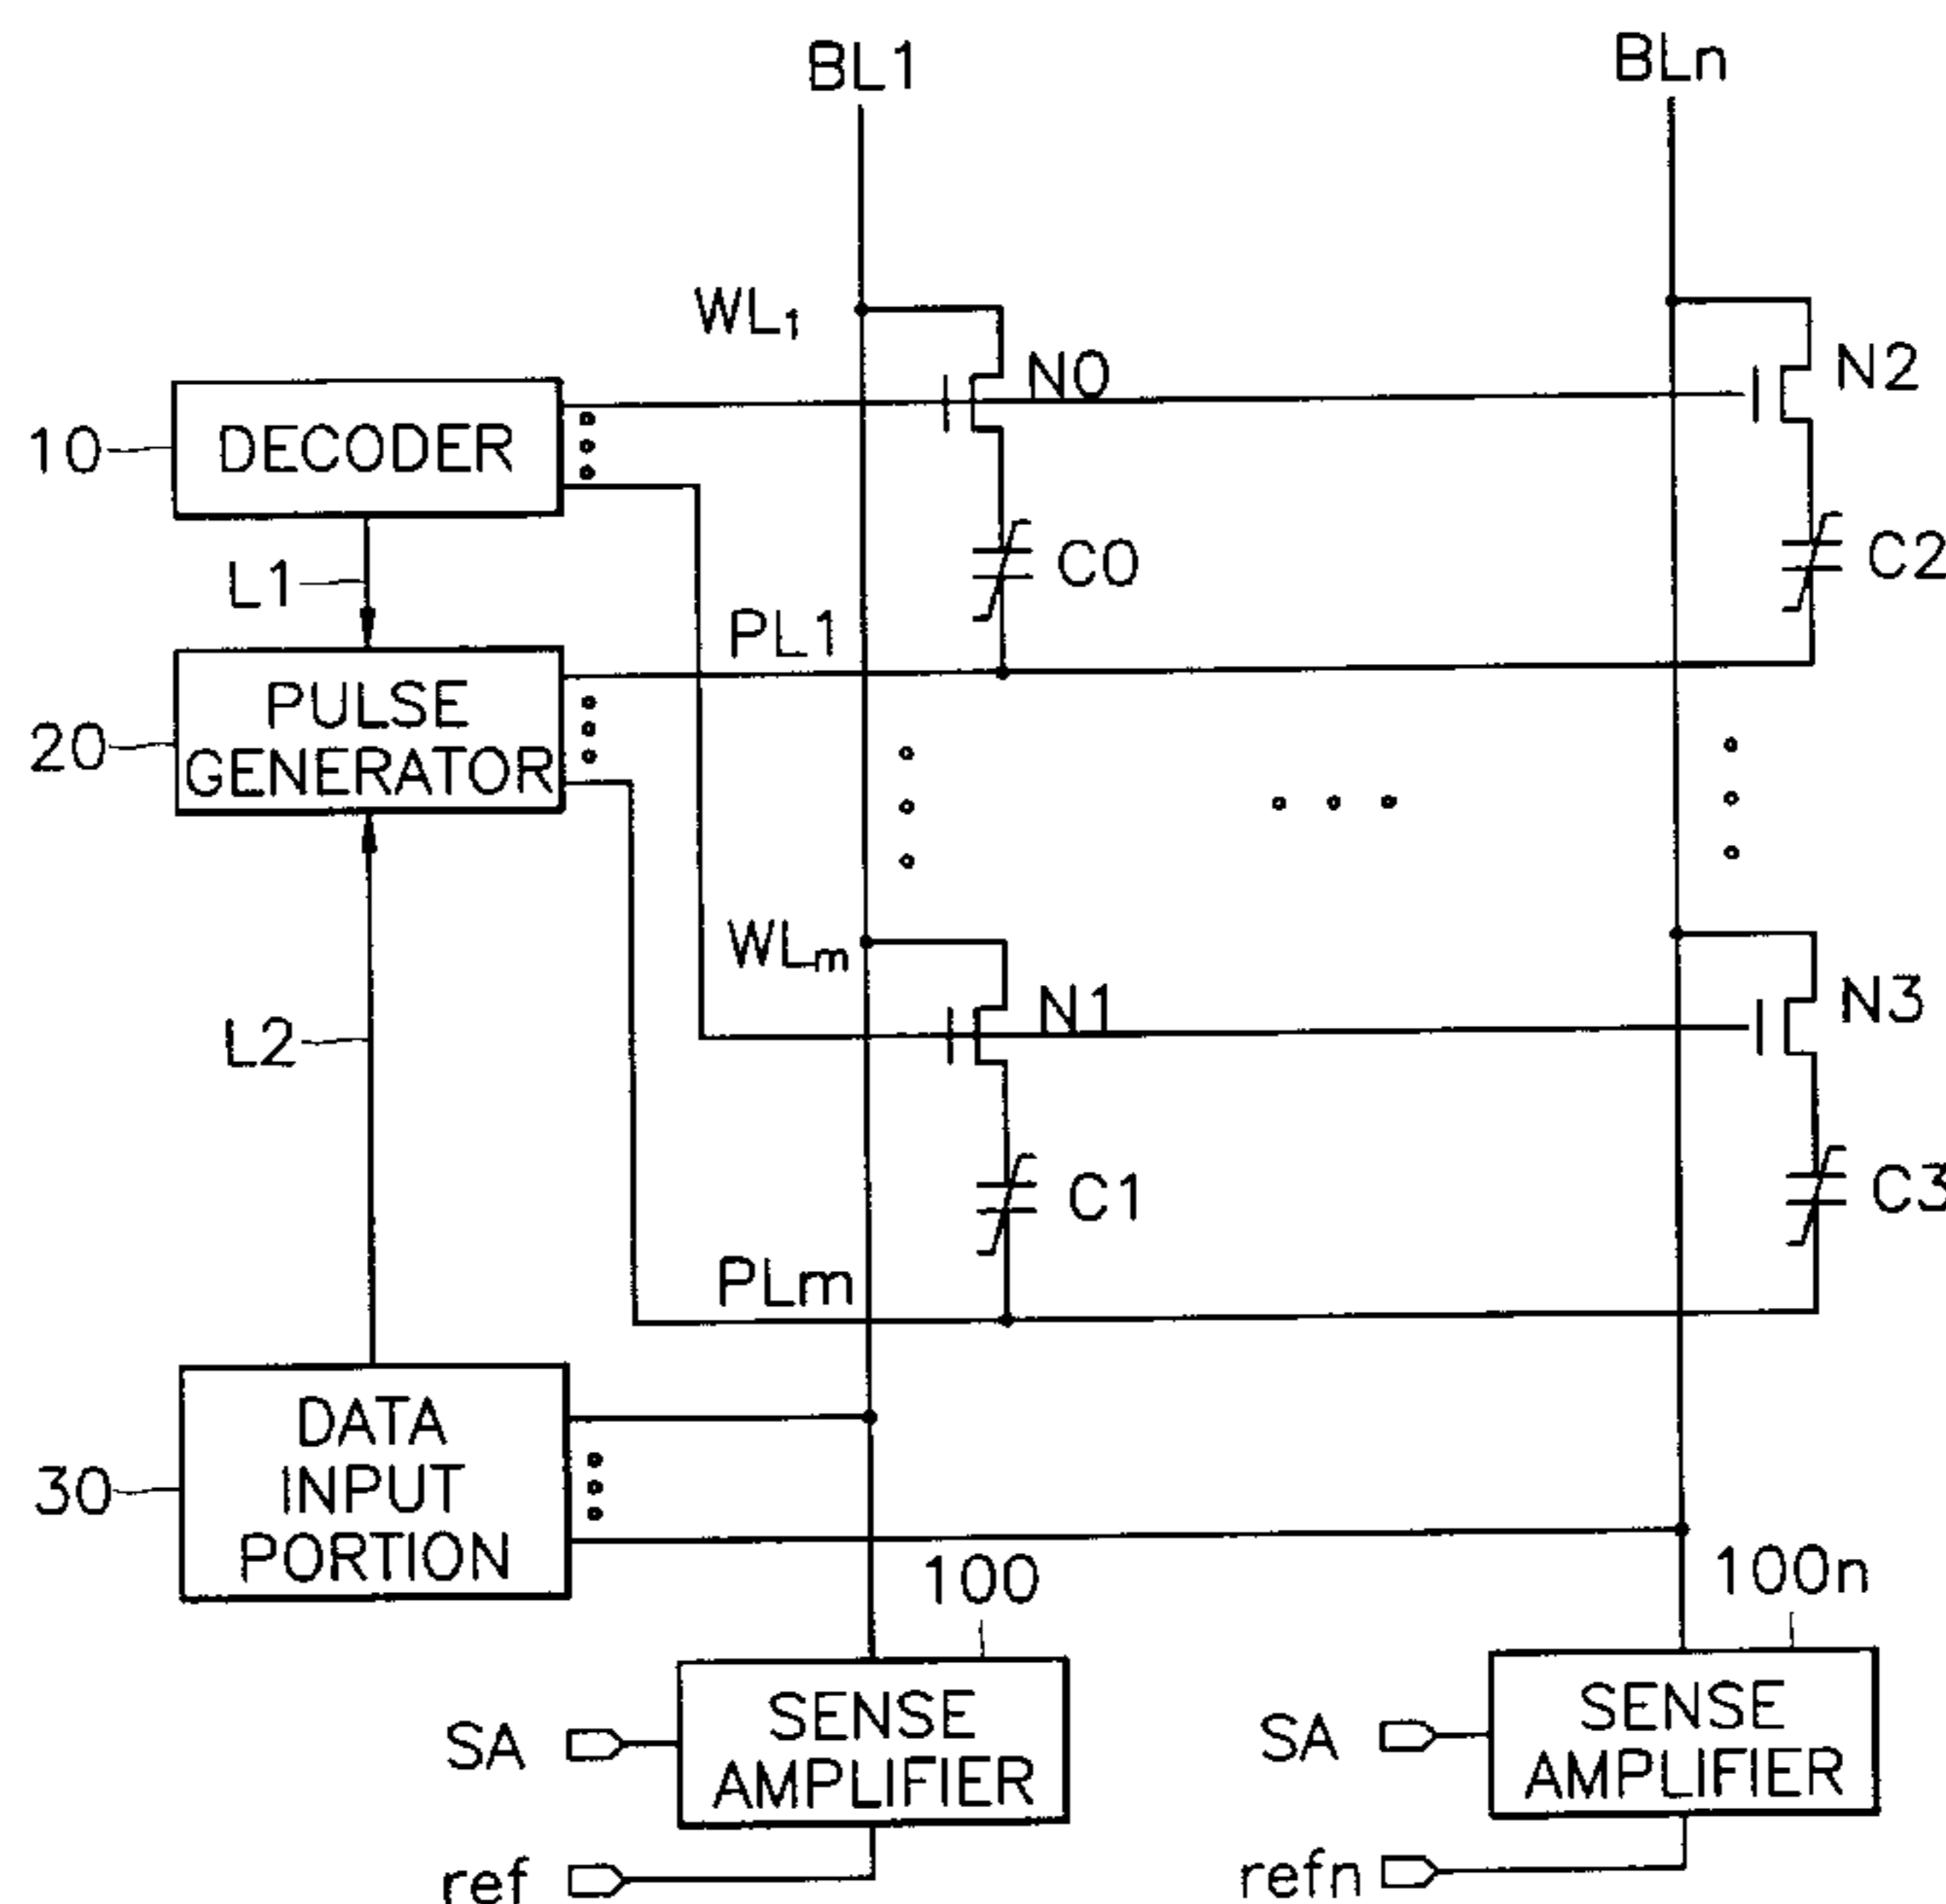 BL1
BLn
WL1
N0
N2
10
DECODER
L1
C0
C2
PL1
20
PULSE
GENERATOR
WLm
N1
N3
L2
C1
C3
PLm
30
DATA
INPUT
PORTION
100
100n
SA
SENSE
AMPLIFIER
SA
SENSE
AMPLIFIER
ref
refn